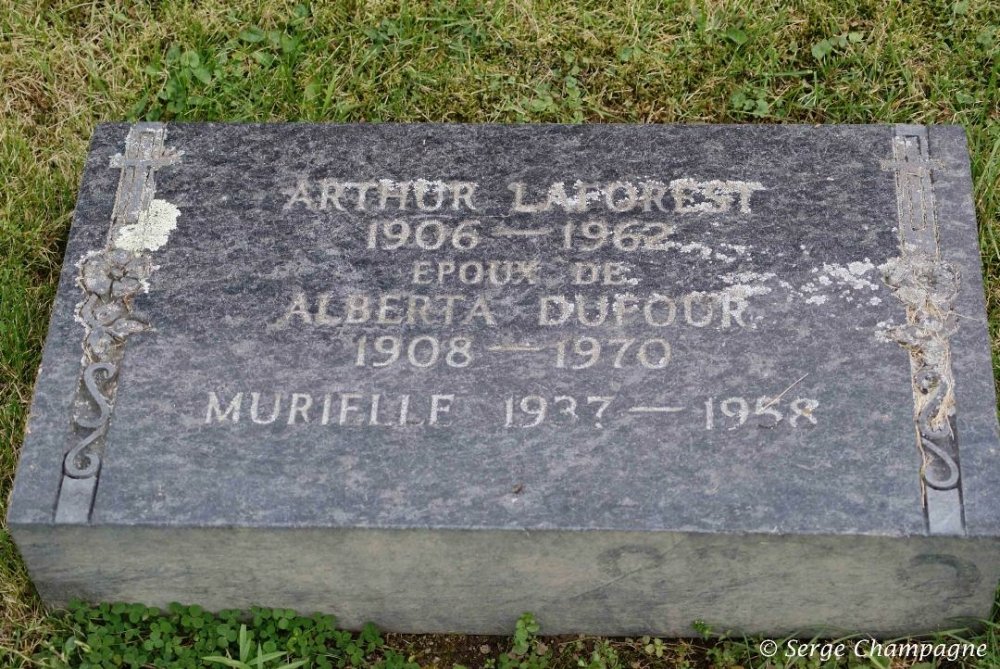 ARTHUR LAFOREST
1906 — 1962
EPOUX DE
ALBERTA DUFOUR
1908 — 1970
MURIELLE 1937 — 1958
© Serge Champagne